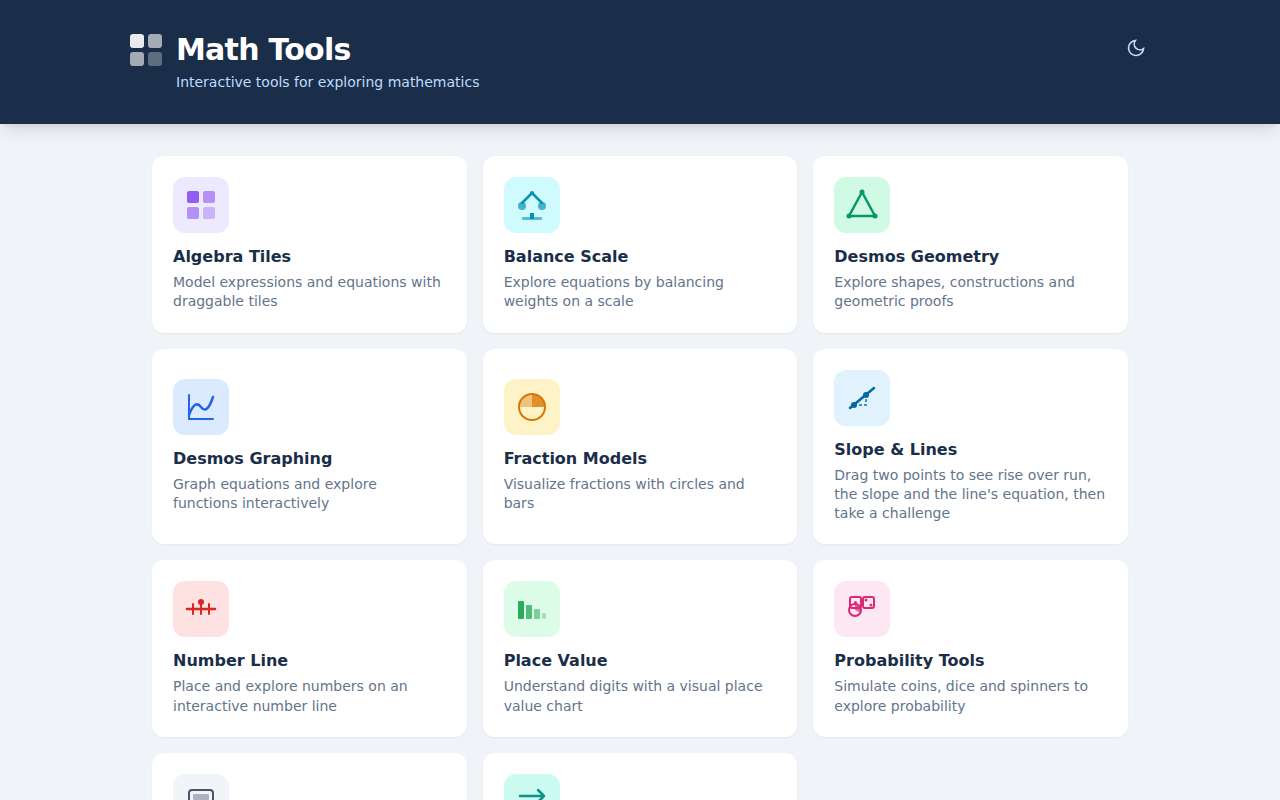 Math Tools
Interactive tools for exploring mathematics
Algebra Tiles
Model expressions and equations with
draggable tiles
Balance Scale
Explore equations by balancing
weights on a scale
Desmos Geometry
Explore shapes, constructions and
geometric proofs
Desmos Graphing
Graph equations and explore
functions interactively
Fraction Models
Visualize fractions with circles and
bars
Slope & Lines
Drag two points to see rise over run,
the slope and the line's equation, then
take a challenge
Number Line
Place and explore numbers on an
interactive number line
Place Value
Understand digits with a visual place
value chart
Probability Tools
Simulate coins, dice and spinners to
explore probability